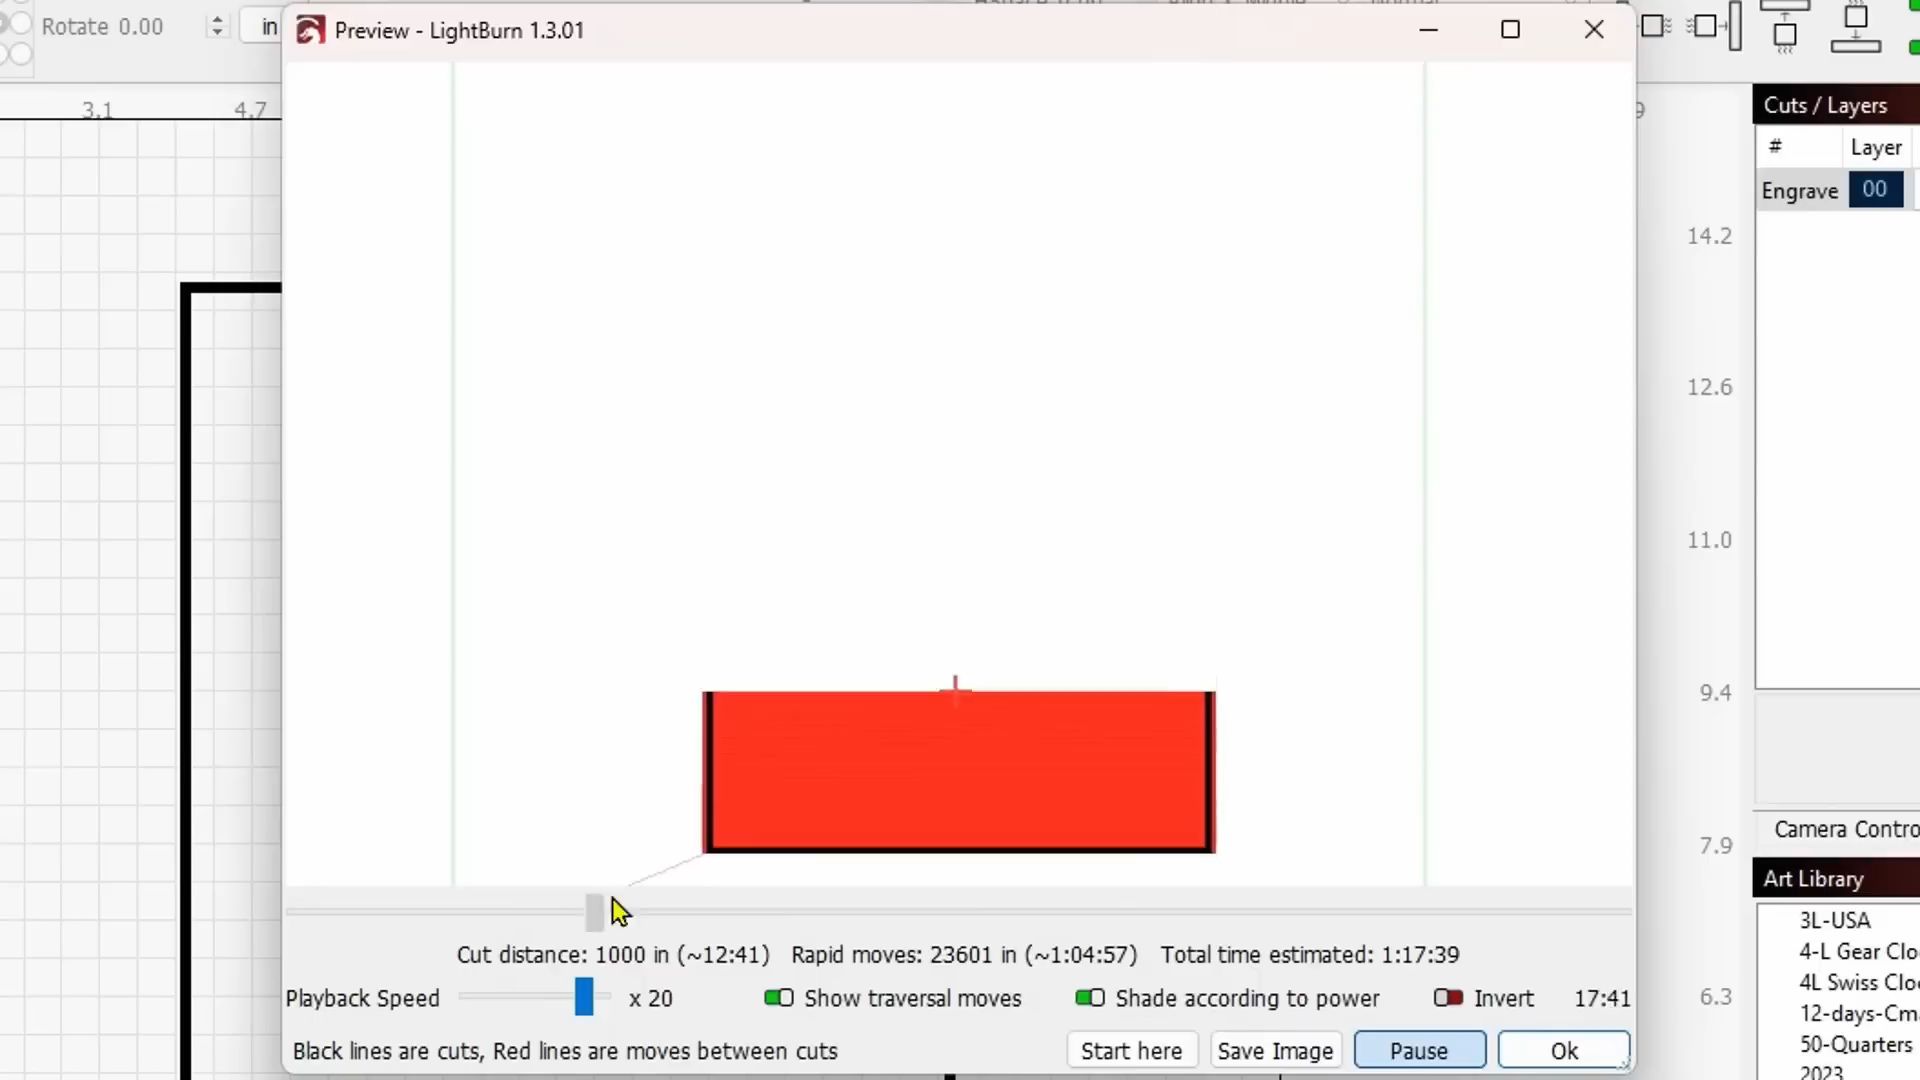 Rotate 0.00
in
Preview - LightBurn 1.3.01
3.1
4.7
Cuts / Layers
# Layer
Engrave 00
14.2
12.6
11.0
9.4
7.9
6.3
Camera Contro
Art Library
3L-USA
4-L Gear Clo
4L Swiss Clo
12-days-Cm
50-Quarters
2023
Cut distance: 1000 in (~12:41) Rapid moves: 23601 in (~1:04:57) Total time estimated: 1:17:39
Playback Speed x 20 Show traversal moves Shade according to power Invert 17:41
Black lines are cuts, Red lines are moves between cuts Start here Save Image Pause Ok